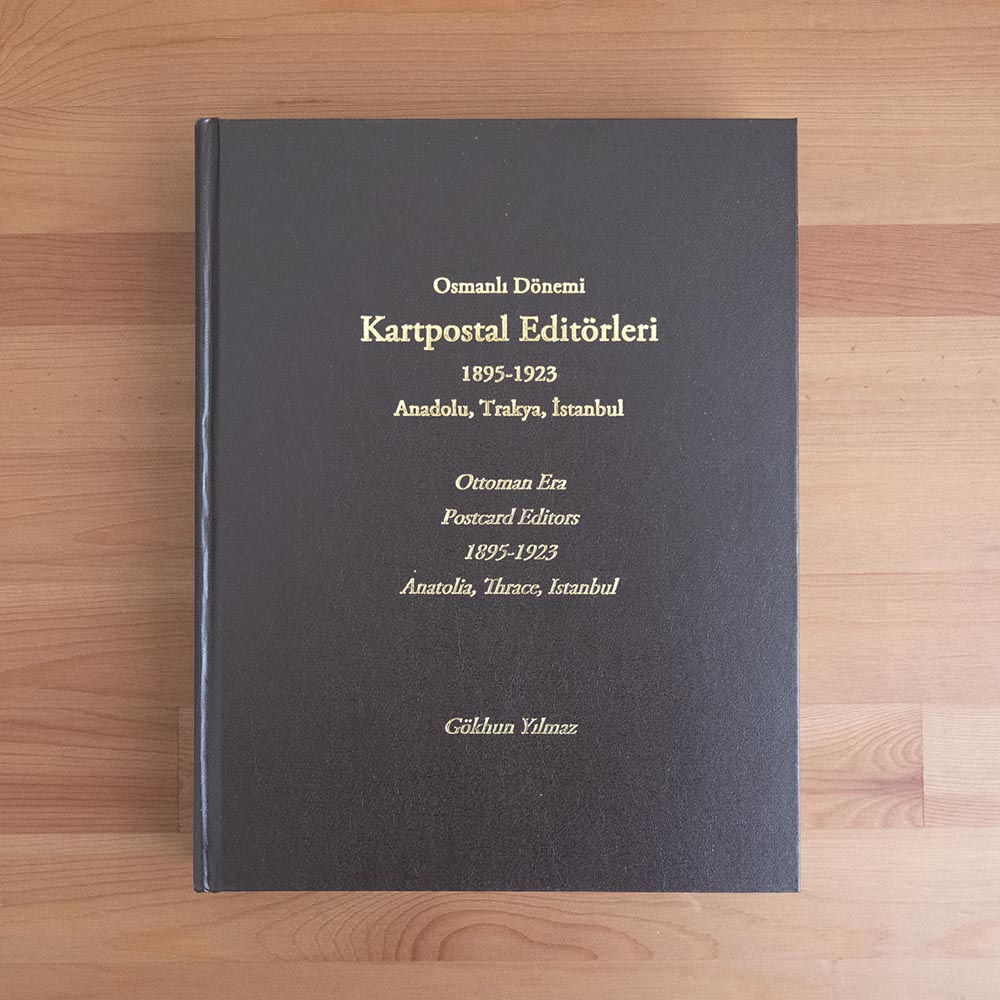 Osmanlı Dönemi
Kartpostal Editörleri
1895-1923
Anadolu, Trakya, İstanbul
Ottoman Era
Postcard Editors
1895-1923
Anatolia, Thrace, Istanbul
Gökhun Yılmaz